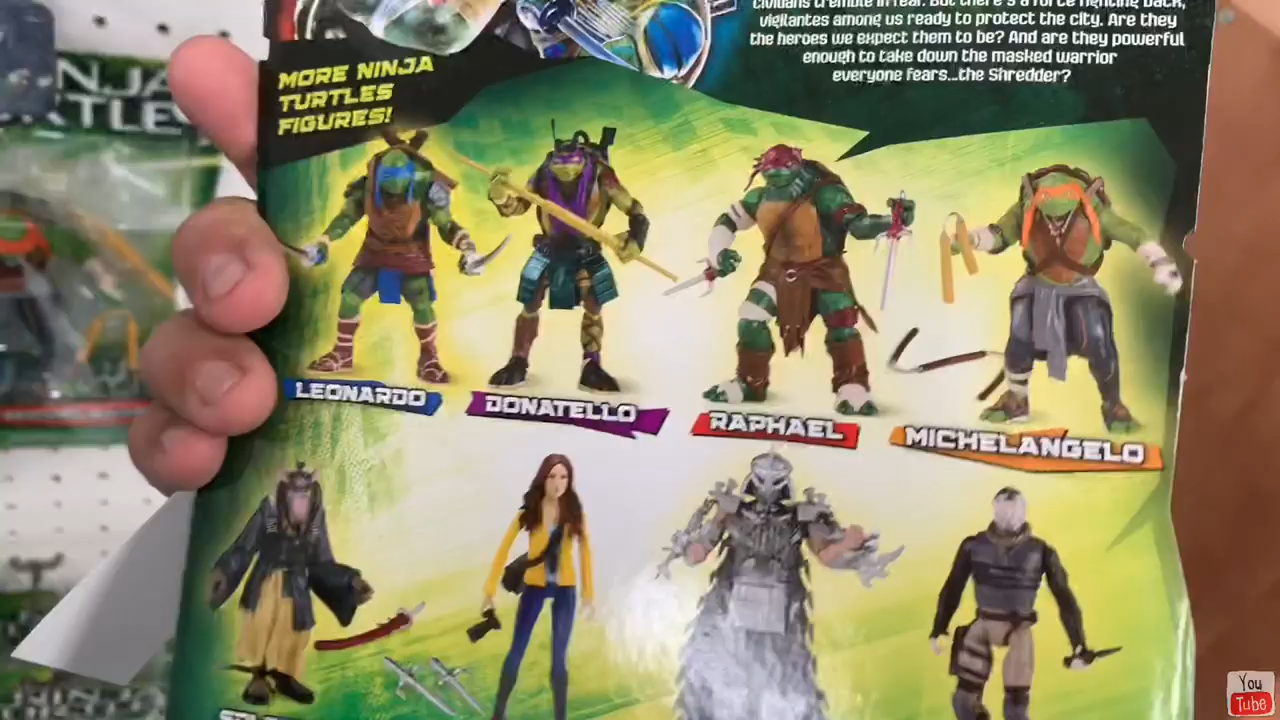 civilians tremble in fear. But there's a force fighting back,
vigilantes among us ready to protect the city. Are they
the heroes we expect them to be? And are they powerful
enough to take down the masked warrior
everyone fears...the Shredder?
MORE NINJA
TURTLES
FIGURES!
LEONARDO
DONATELLO
RAPHAEL
MICHELANGELO
You
Tube